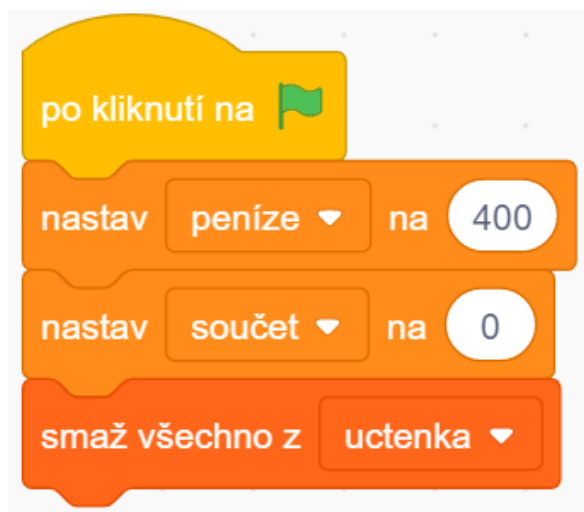 po kliknutí na
nastav peníze na 400
nastav součet na 0
smaž všechno z uctenka